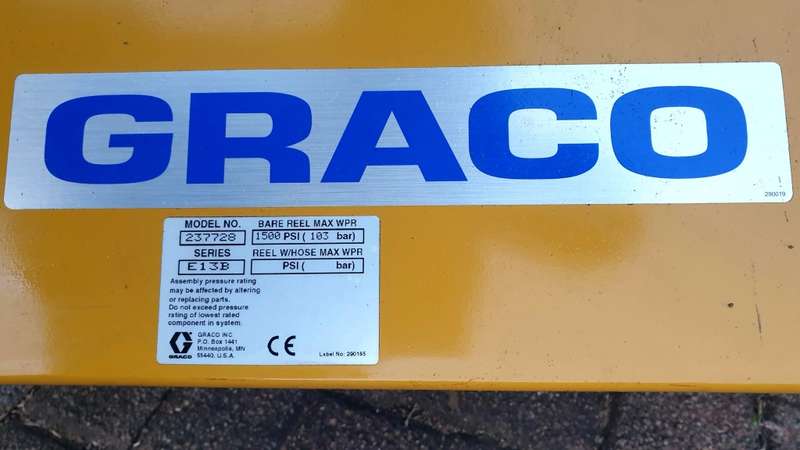 GRACO
290019
MODEL NO. BARE REEL MAX WPR
237728 1500 PSI ( 103 bar)
SERIES REEL W/HOSE MAX WPR
E13B PSI ( bar)
Assembly pressure rating
may be affected by altering
or replacing parts.
Do not exceed pressure
rating of lowest rated
component in system.
GRACO INC.
P.O. Box 1441
Minneapolis, MN
55440, U.S.A.
G
GRACO
CE
Label No: 290165